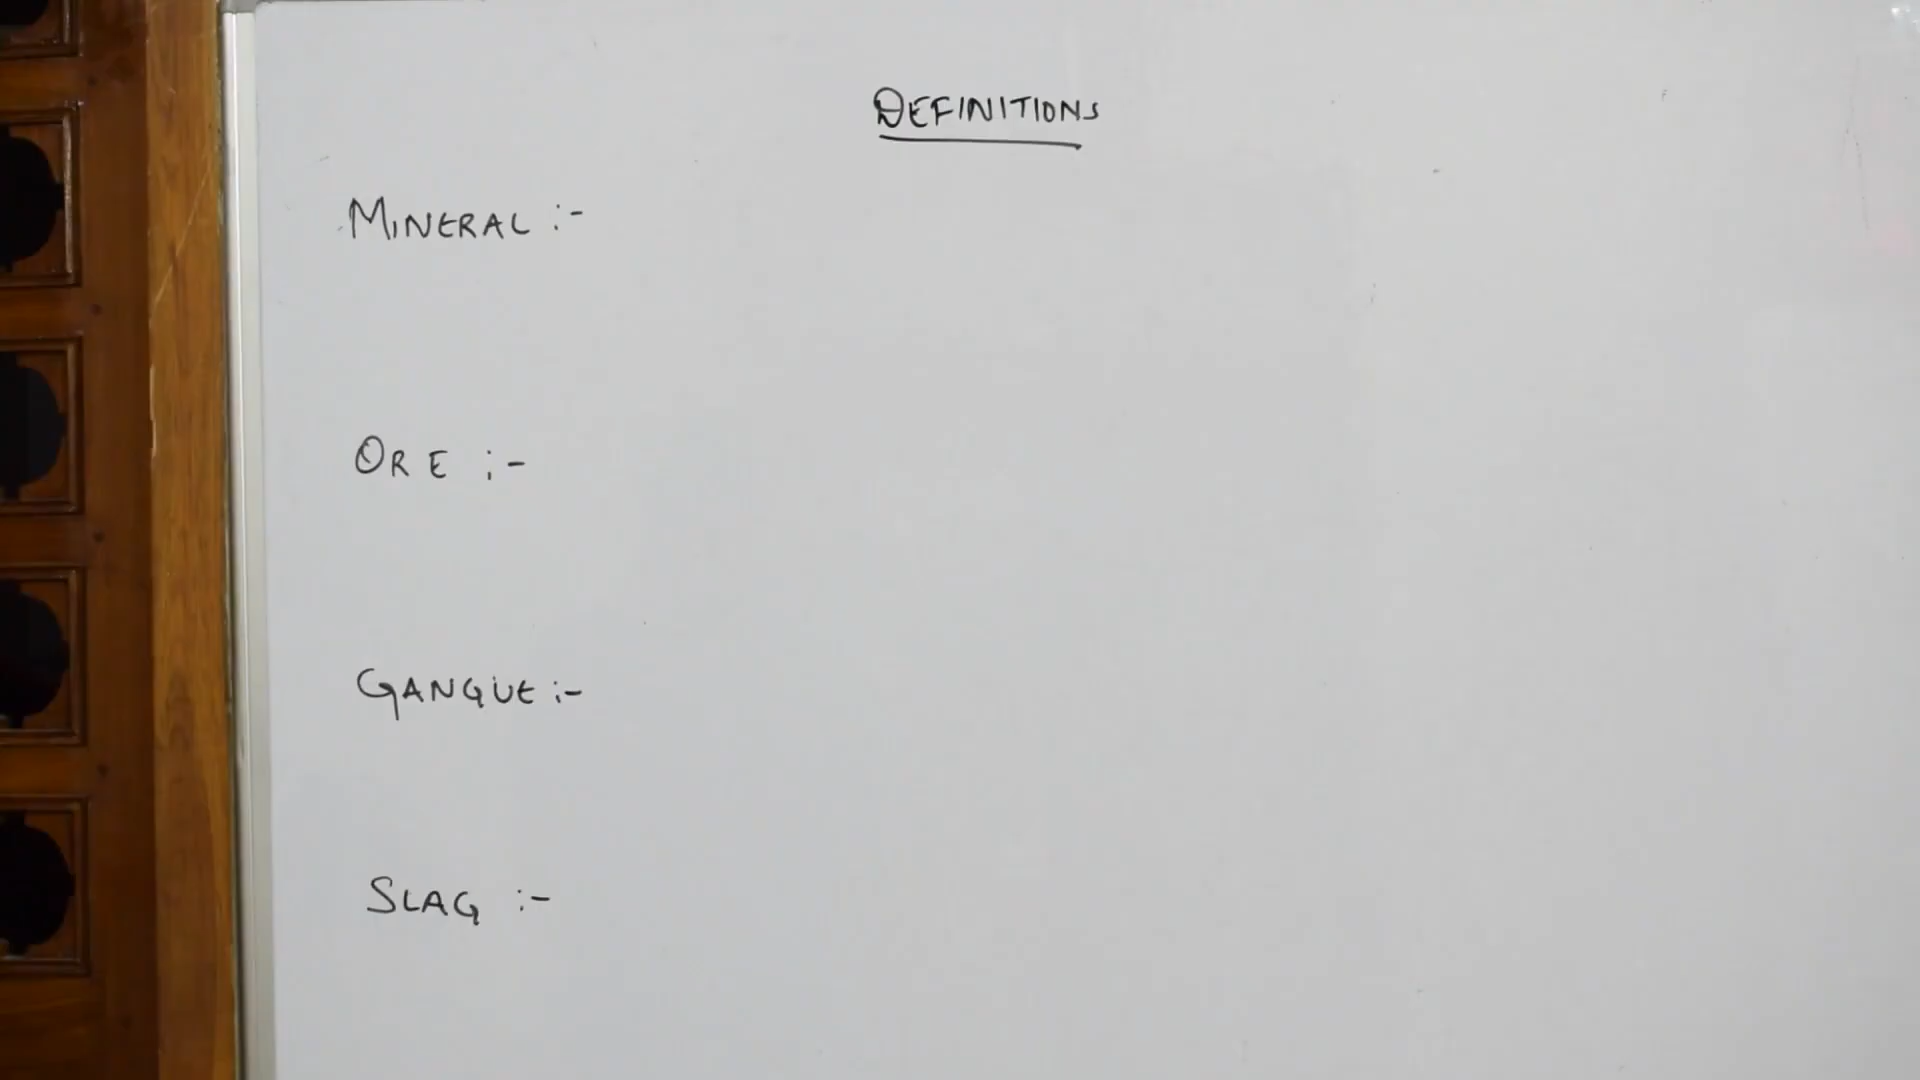 DEFINITIONS
MINERAL :-
ORE :-
GANGUE :-
SLAG :-